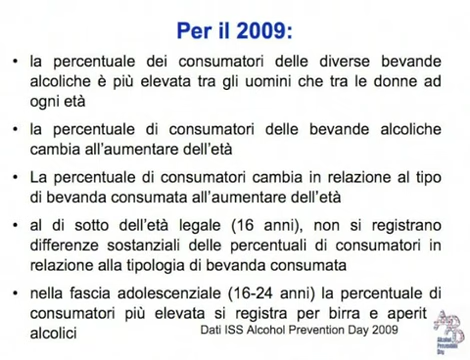 Per il 2009:
• la percentuale dei consumatori delle diverse bevande
alcoliche è più elevata tra gli uomini che tra le donne ad
ogni età
• la percentuale di consumatori delle bevande alcoliche
cambia all'aumentare dell'età
• La percentuale di consumatori cambia in relazione al tipo
di bevanda consumata all'aumentare dell'età
• al di sotto dell'età legale (16 anni), non si registrano
differenze sostanziali delle percentuali di consumatori in
relazione alla tipologia di bevanda consumata
• nella fascia adolescenziale (16-24 anni) la percentuale di
consumatori più elevata si registra per birra e aperit
alcolici
Dati ISS Alcohol Prevention Day 2009
Alcohol
Prevention
Day